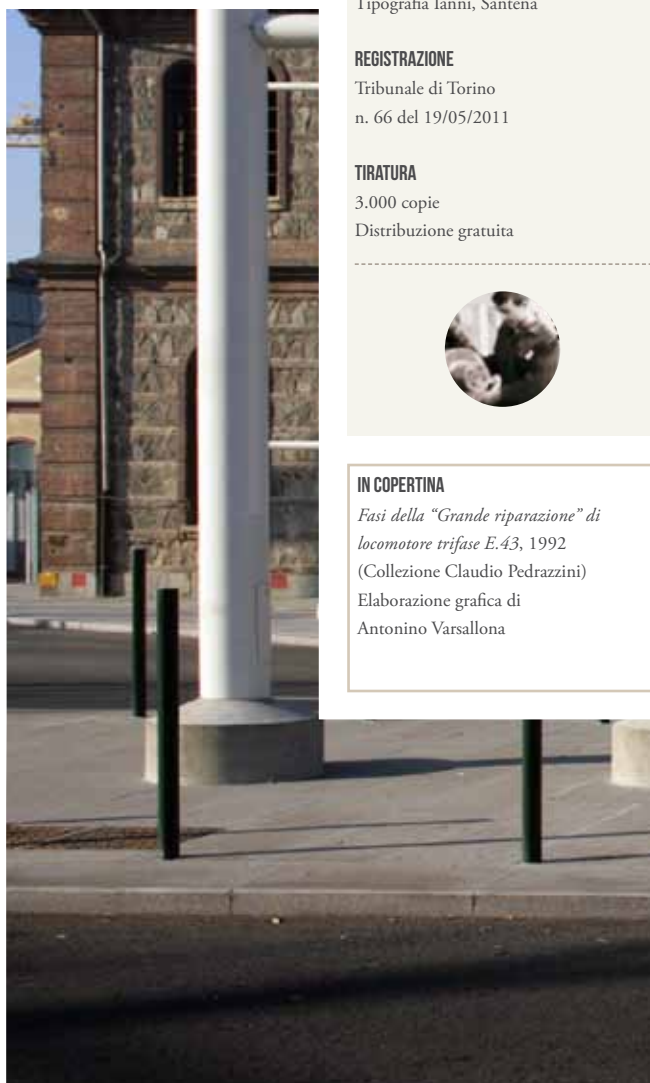 Tipografia Ianni, Santena
REGISTRAZIONE
Tribunale di Torino
n. 66 del 19/05/2011
TIRATURA
3.000 copie
Distribuzione gratuita
IN COPERTINA
Fasi della “Grande riparazione” di
locomotore trifase E.43, 1992
(Collezione Claudio Pedrazzini)
Elaborazione grafica di
Antonino Varsallona